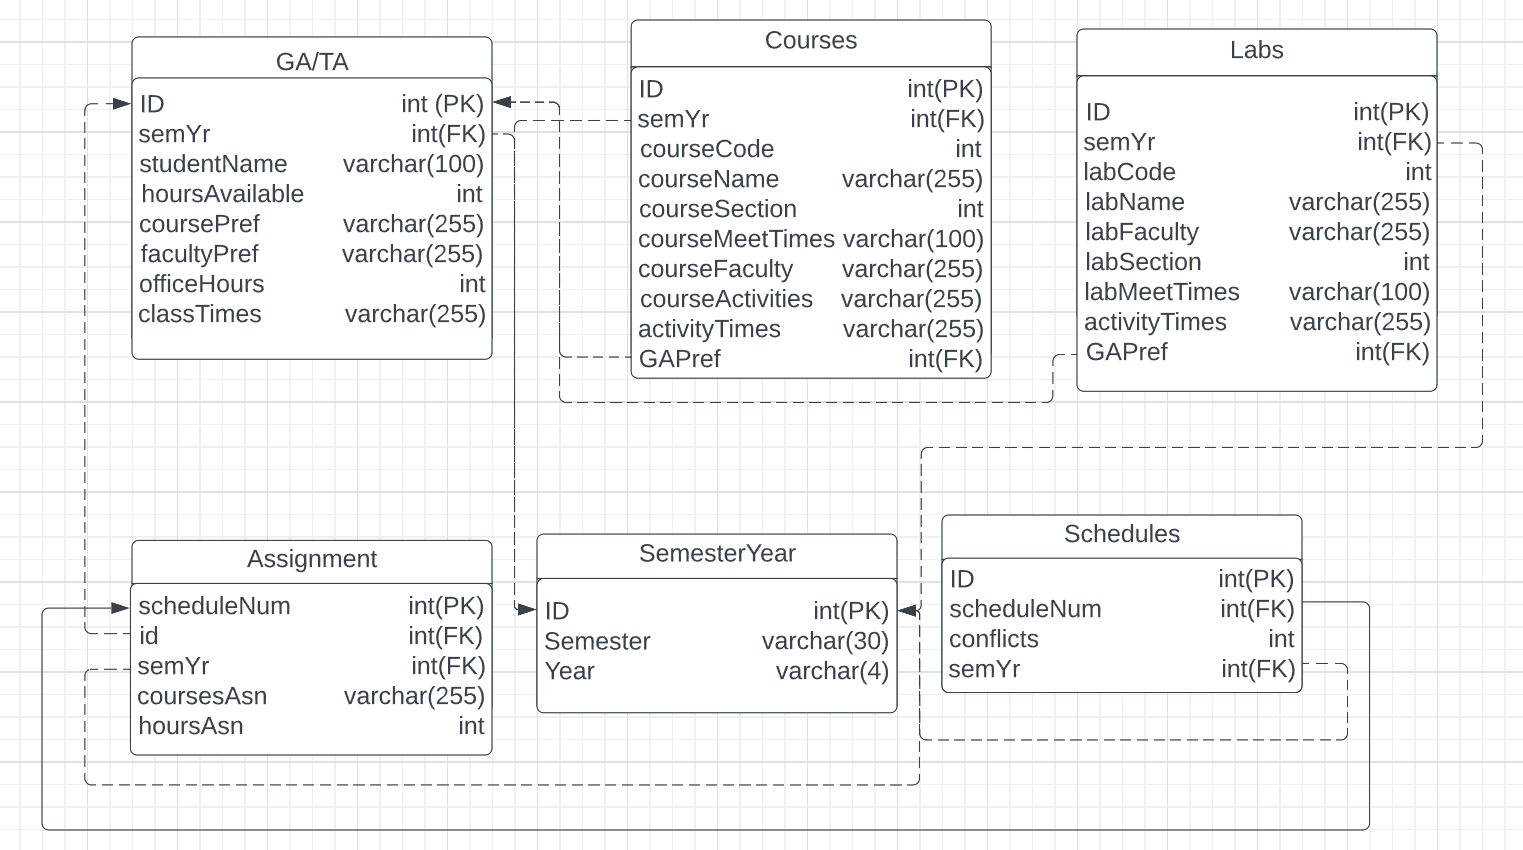 GA/TA
ID int (PK)
semYr int(FK)
studentName varchar(100)
hoursAvailable int
coursePref varchar(255)
facultyPref varchar(255)
officeHours int
classTimes varchar(255)
Courses
ID int(PK)
semYr int(FK)
courseCode int
courseName varchar(255)
courseSection int
courseMeetTimes varchar(100)
courseFaculty varchar(255)
courseActivities varchar(255)
activityTimes varchar(255)
GAPref int(FK)
Labs
ID int(PK)
semYr int(FK)
labCode int
labName varchar(255)
labFaculty varchar(255)
labSection int
labMeetTimes varchar(100)
activityTimes varchar(255)
GAPref int(FK)
Assignment
scheduleNum int(PK)
id int(FK)
semYr int(FK)
coursesAsn varchar(255)
hoursAsn int
SemesterYear
ID int(PK)
Semester varchar(30)
Year varchar(4)
Schedules
ID int(PK)
scheduleNum int(FK)
conflicts int
semYr int(FK)